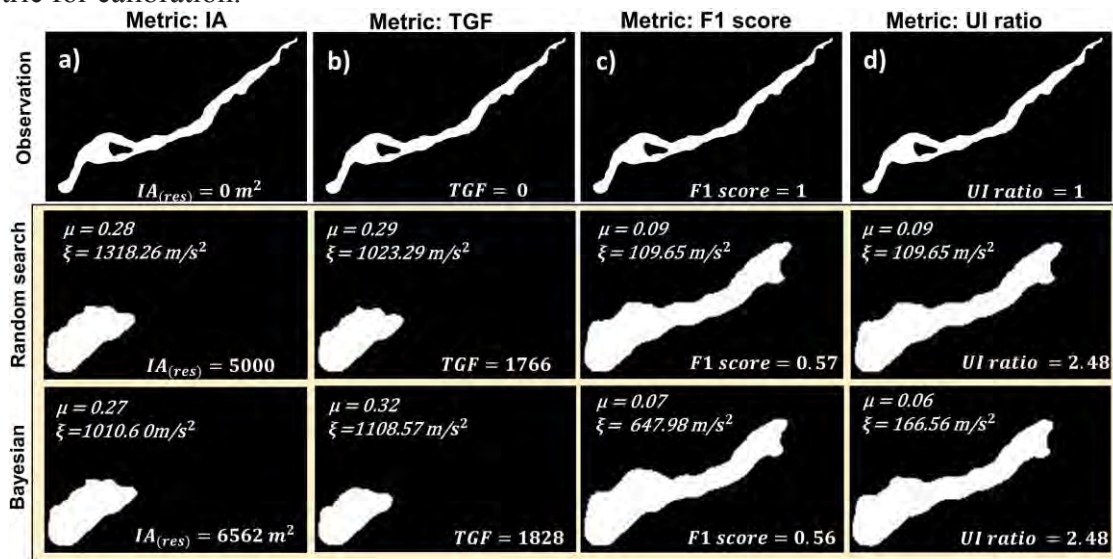 tric for calibration.
Metric: IA
Metric: TGF
Metric: F1 score
Metric: UI ratio
Observation
a)
IA(res) = 0 m²
b)
TGF = 0
c)
F1 score = 1
d)
UI ratio = 1
Random search
μ = 0.28
ξ = 1318.26 m/s²
IA(res) = 5000
μ = 0.29
ξ = 1023.29 m/s²
TGF = 1766
μ = 0.09
ξ = 109.65 m/s²
F1 score = 0.57
μ = 0.09
ξ = 109.65 m/s²
UI ratio = 2.48
Bayesian
μ = 0.27
ξ =1010.6 0m/s²
IA(res) = 6562 m²
μ = 0.32
ξ =1108.57 m/s²
TGF = 1828
μ = 0.07
ξ = 647.98 m/s²
F1 score = 0.56
μ = 0.06
ξ = 166.56 m/s²
UI ratio = 2.48